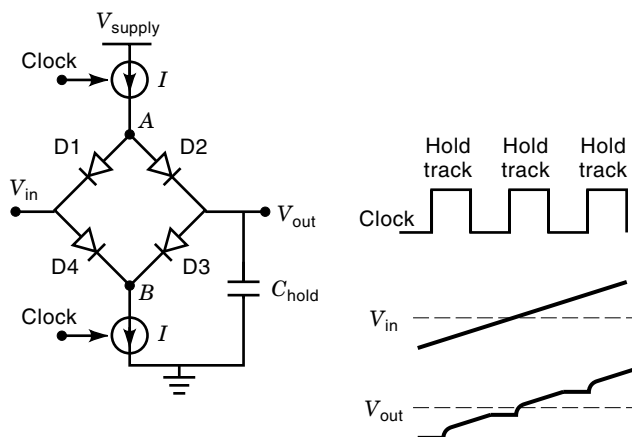 V_supply
Clock
I
A
D1
D2
V_in
V_out
D4
D3
B
C_hold
Clock
I
Hold track
Hold track
Hold track
Clock
V_in
V_out